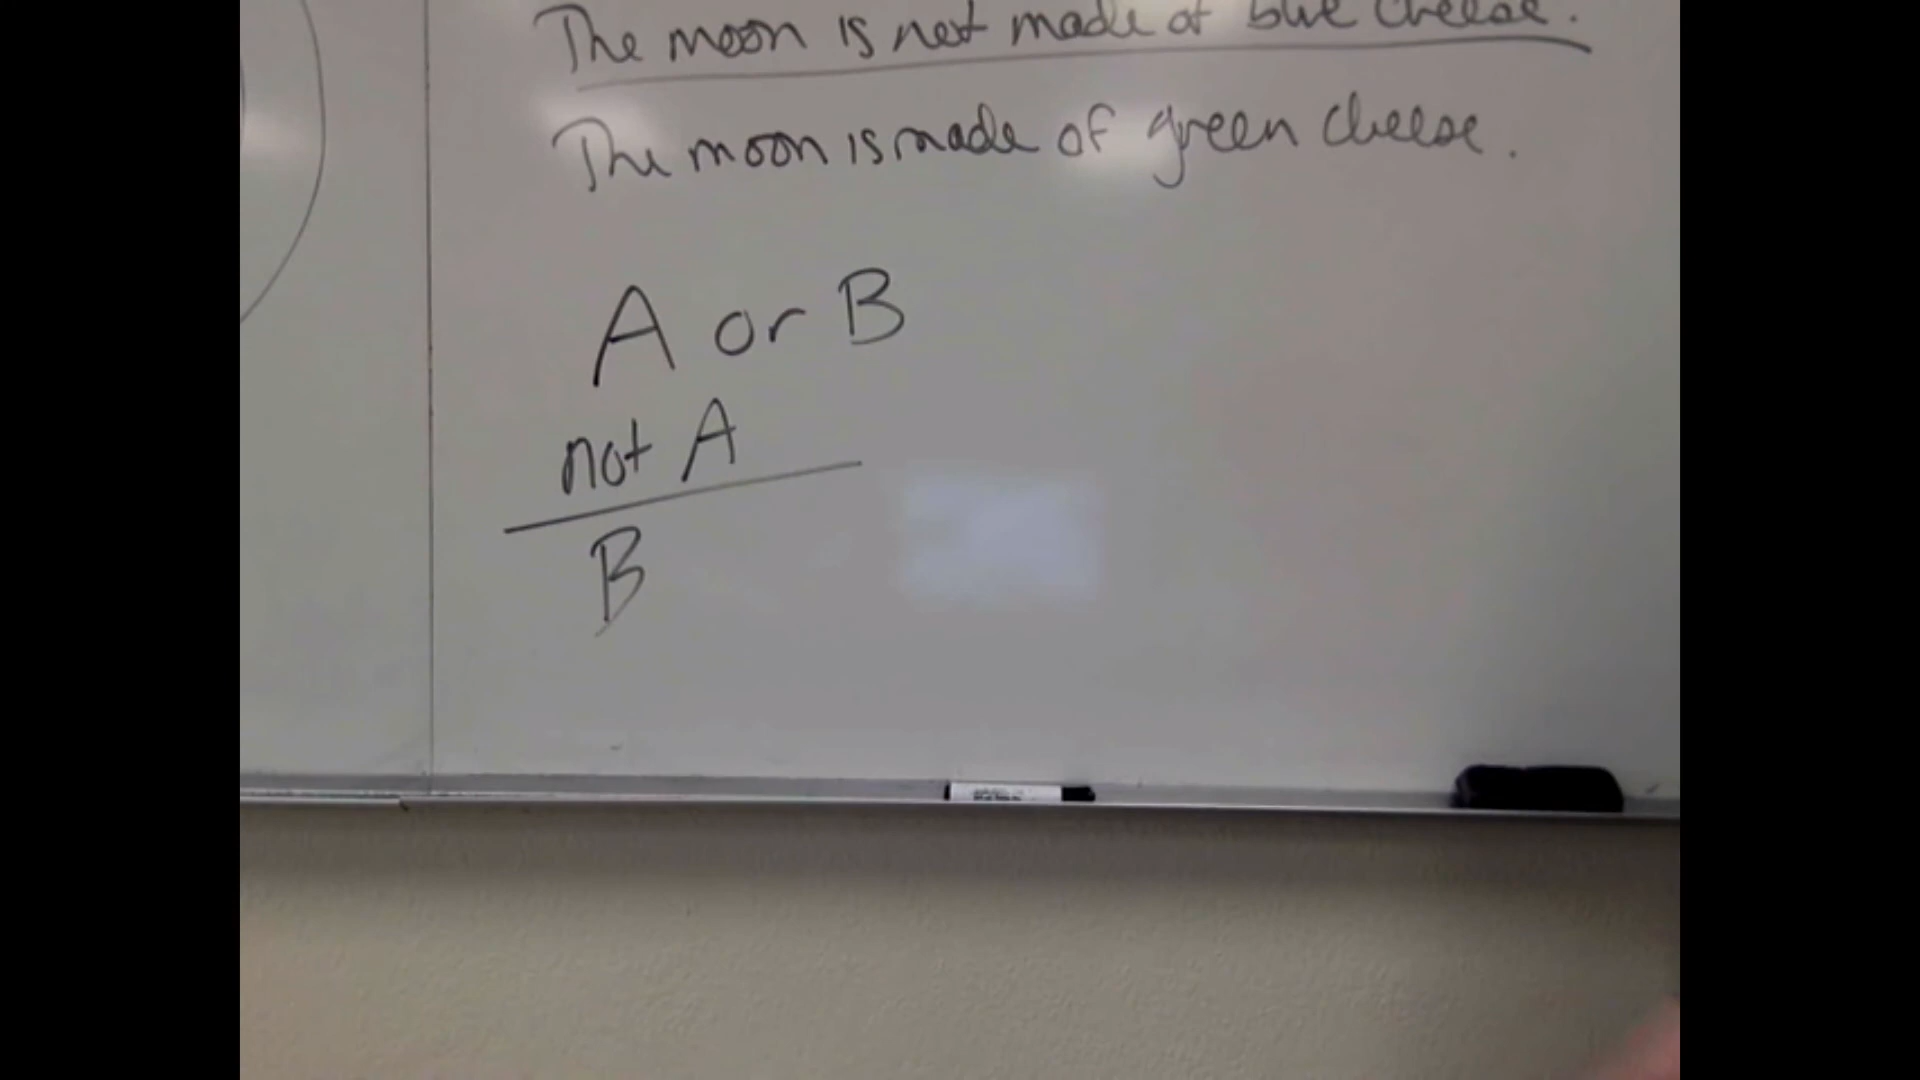 The moon is not made of blue cheese.
The moon is made of green cheese.
A or B
not A
B